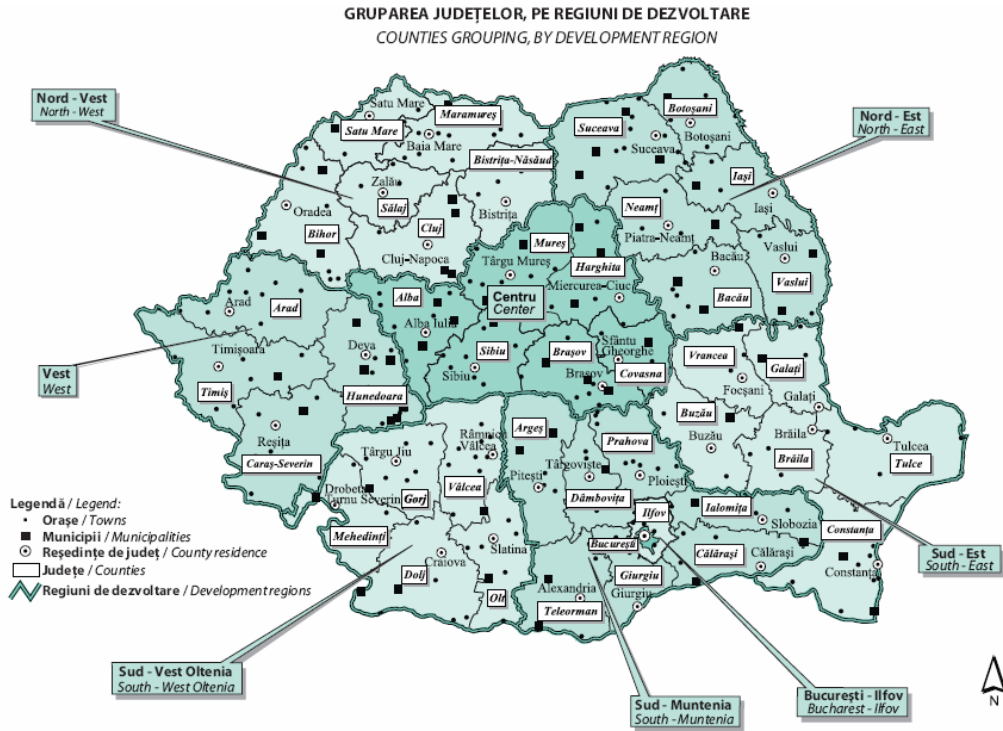 GRUPAREA JUDEȚELOR, PE REGIUNI DE DEZVOLTARE
COUNTIES GROUPING, BY DEVELOPMENT REGION
Nord - Vest
North - West
Nord - Est
North - East
Satu Mare
Maramureș
Satu Mare
Baia Mare
Botoșani
Botoșani
Suceava
Suceava
Bistrița-Năsăud
Bistrița
Zalău
Sălaj
Iași
Iași
Oradea
Bihor
Cluj
Cluj-Napoca
Neamț
Piatra-Neamț
Mureș
Târgu Mureș
Harghita
Miercurea-Ciuc
Vaslui
Vaslui
Bacău
Bacău
Arad
Arad
Alba
Alba Iulia
Centru
Center
Vest
West
Timișoara
Timiș
Deva
Hunedoara
Sibiu
Sibiu
Brașov
Brașov
Sfântu
Gheorghe
Covasna
Vrancea
Focșani
Galați
Galați
Reșița
Caraș-Severin
Buzău
Buzău
Brăila
Brăila
Tulcea
Tulce
Târgu Jiu
Gorj
Râmnicu
Vâlcea
Vâlcea
Argeș
Pitești
Prahova
Ploiești
Târgoviște
Dâmbovița
Drobeta
Turnu Severin
Mehedinți
Ilfov
București
Ialomița
Slobozia
Constanța
Constanța
Călărași
Călărași
Craiova
Dolj
Slatina
Olt
Giurgiu
Giurgiu
Alexandria
Teleorman
Legendă / Legend:
Orașe / Towns
Municipii / Municipalities
Reședințe de județ / County residence
Județe / Counties
Regiuni de dezvoltare / Development regions
Sud - Est
South - East
Sud - Vest Oltenia
South - West Oltenia
Sud - Muntenia
South - Muntenia
București - Ilfov
Bucharest - Ilfov
N